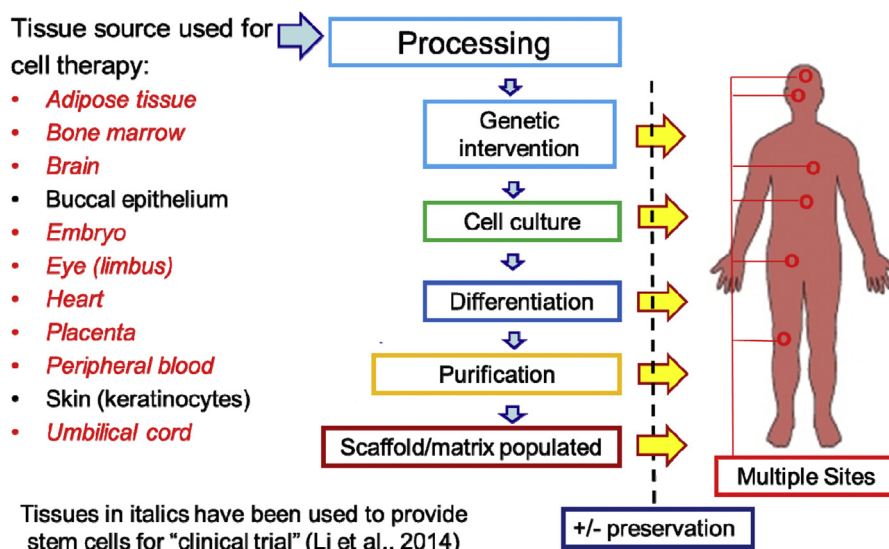 Tissue source used for
cell therapy:
• Adipose tissue
• Bone marrow
• Brain
• Buccal epithelium
• Embryo
• Eye (limbus)
• Heart
• Placenta
• Peripheral blood
• Skin (keratinocytes)
• Umbilical cord
Tissues in italics have been used to provide
stem cells for "clinical trial" (Li et al., 2014)
Processing
Genetic
intervention
Cell culture
Differentiation
Purification
Scaffold/matrix populated
+/- preservation
Multiple Sites